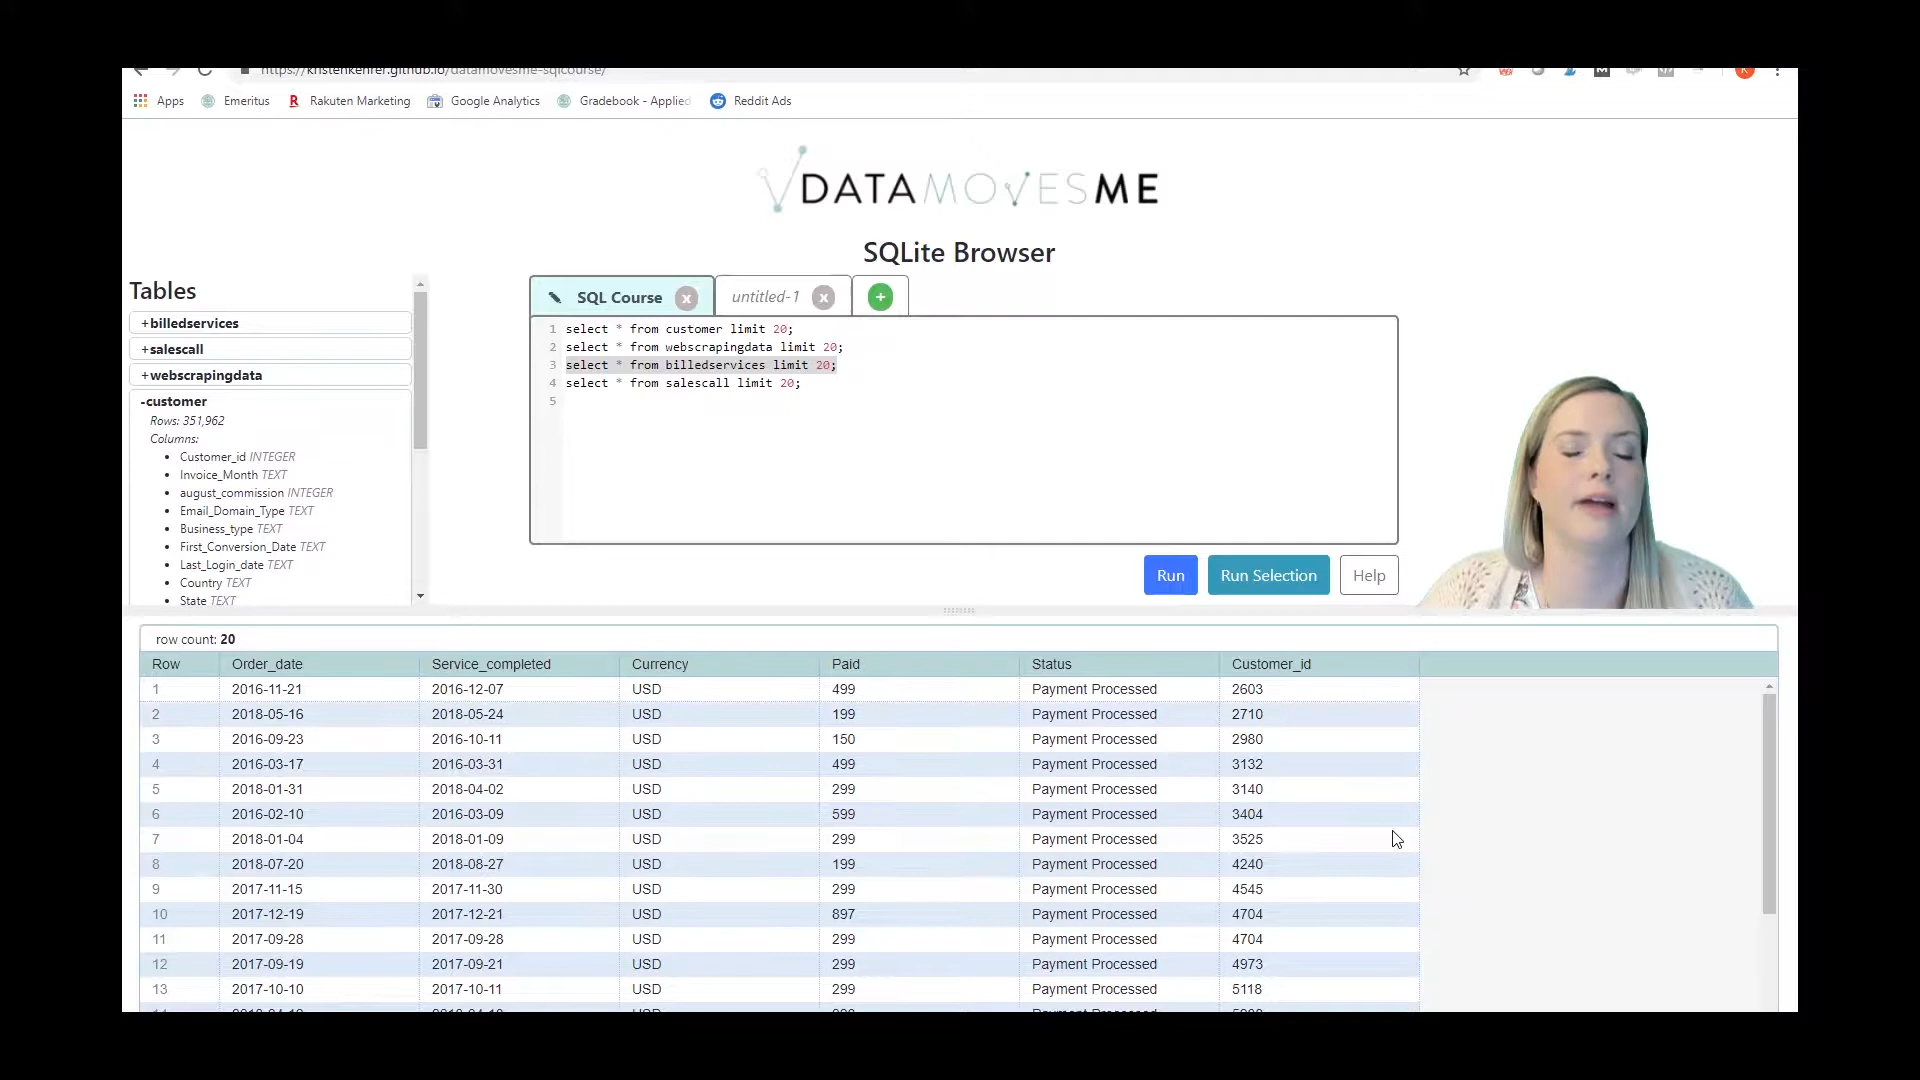 https://kristenkehrer.github.io/datamovesme-sqlcourse/
Apps Emeritus Rakuten Marketing Google Analytics Gradebook - Applied Reddit Ads
DATAMOVESME
SQLite Browser
Tables
+billedservices
+salescall
+webscrapingdata
-customer
Rows: 351,962
Columns:
Customer_id INTEGER
Invoice_Month TEXT
august_commission INTEGER
Email_Domain_Type TEXT
Business_type TEXT
First_Conversion_Date TEXT
Last_Login_date TEXT
Country TEXT
State TEXT
SQL Course x untitled-1 x +
1 select * from customer limit 20;
2 select * from webscrapingdata limit 20;
3 select * from billedservices limit 20;
4 select * from salescall limit 20;
5
Run Run Selection Help
row count: 20
Row Order_date Service_completed Currency Paid Status Customer_id
1 2016-11-21 2016-12-07 USD 499 Payment Processed 2603
2 2018-05-16 2018-05-24 USD 199 Payment Processed 2710
3 2016-09-23 2016-10-11 USD 150 Payment Processed 2980
4 2016-03-17 2016-03-31 USD 499 Payment Processed 3132
5 2018-01-31 2018-04-02 USD 299 Payment Processed 3140
6 2016-02-10 2016-03-09 USD 599 Payment Processed 3404
7 2018-01-04 2018-01-09 USD 299 Payment Processed 3525
8 2018-07-20 2018-08-27 USD 199 Payment Processed 4240
9 2017-11-15 2017-11-30 USD 299 Payment Processed 4545
10 2017-12-19 2017-12-21 USD 897 Payment Processed 4704
11 2017-09-28 2017-09-28 USD 299 Payment Processed 4704
12 2017-09-19 2017-09-21 USD 299 Payment Processed 4973
13 2017-10-10 2017-10-11 USD 299 Payment Processed 5118